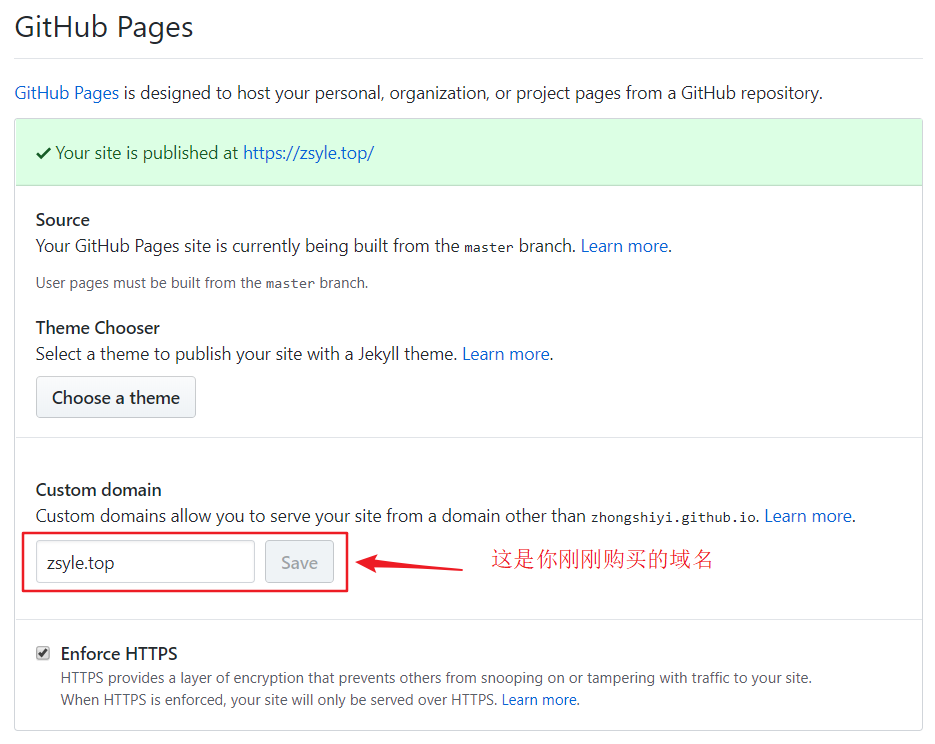 GitHub Pages
GitHub Pages is designed to host your personal, organization, or project pages from a GitHub repository.
Your site is published at https://zsyle.top/
Source
Your GitHub Pages site is currently being built from the master branch. Learn more.
User pages must be built from the master branch.
Theme Chooser
Select a theme to publish your site with a Jekyll theme. Learn more.
Choose a theme
Custom domain
Custom domains allow you to serve your site from a domain other than zhongshiyi.github.io. Learn more.
zsyle.top Save 这是你刚刚购买的域名
Enforce HTTPS
HTTPS provides a layer of encryption that prevents others from snooping on or tampering with traffic to your site.
When HTTPS is enforced, your site will only be served over HTTPS. Learn more.